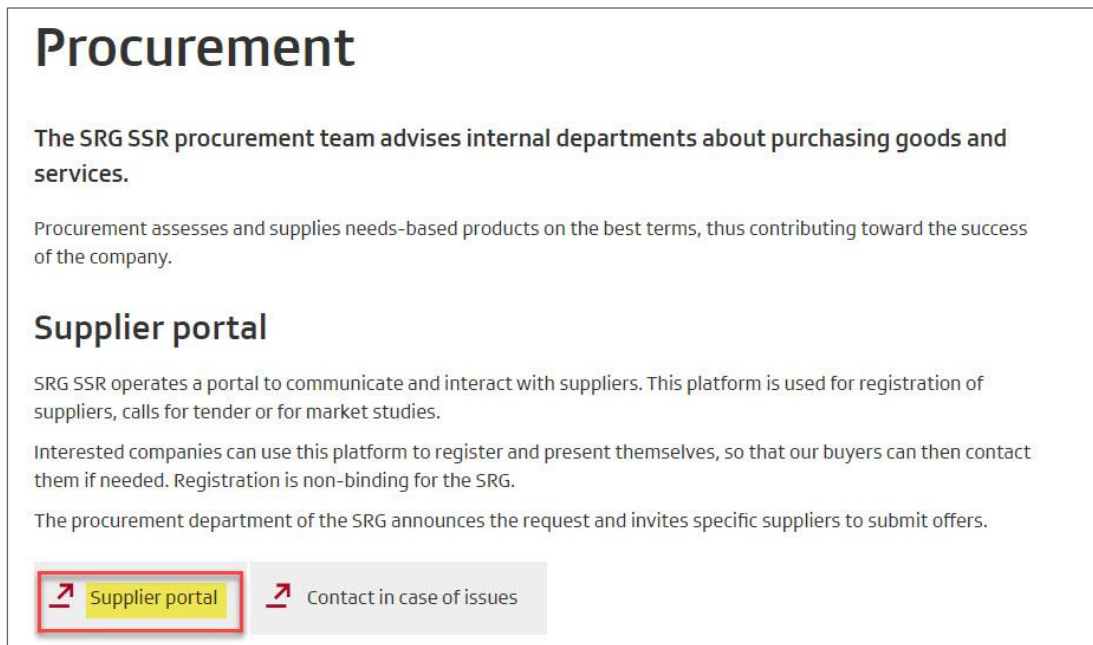 Procurement
The SRG SSR procurement team advises internal departments about purchasing goods and
services.
Procurement assesses and supplies needs-based products on the best terms, thus contributing toward the success
of the company.
Supplier portal
SRG SSR operates a portal to communicate and interact with suppliers. This platform is used for registration of
suppliers, calls for tender or for market studies.
Interested companies can use this platform to register and present themselves, so that our buyers can then contact
them if needed. Registration is non-binding for the SRG.
The procurement department of the SRG announces the request and invites specific suppliers to submit offers.
Supplier portal Contact in case of issues